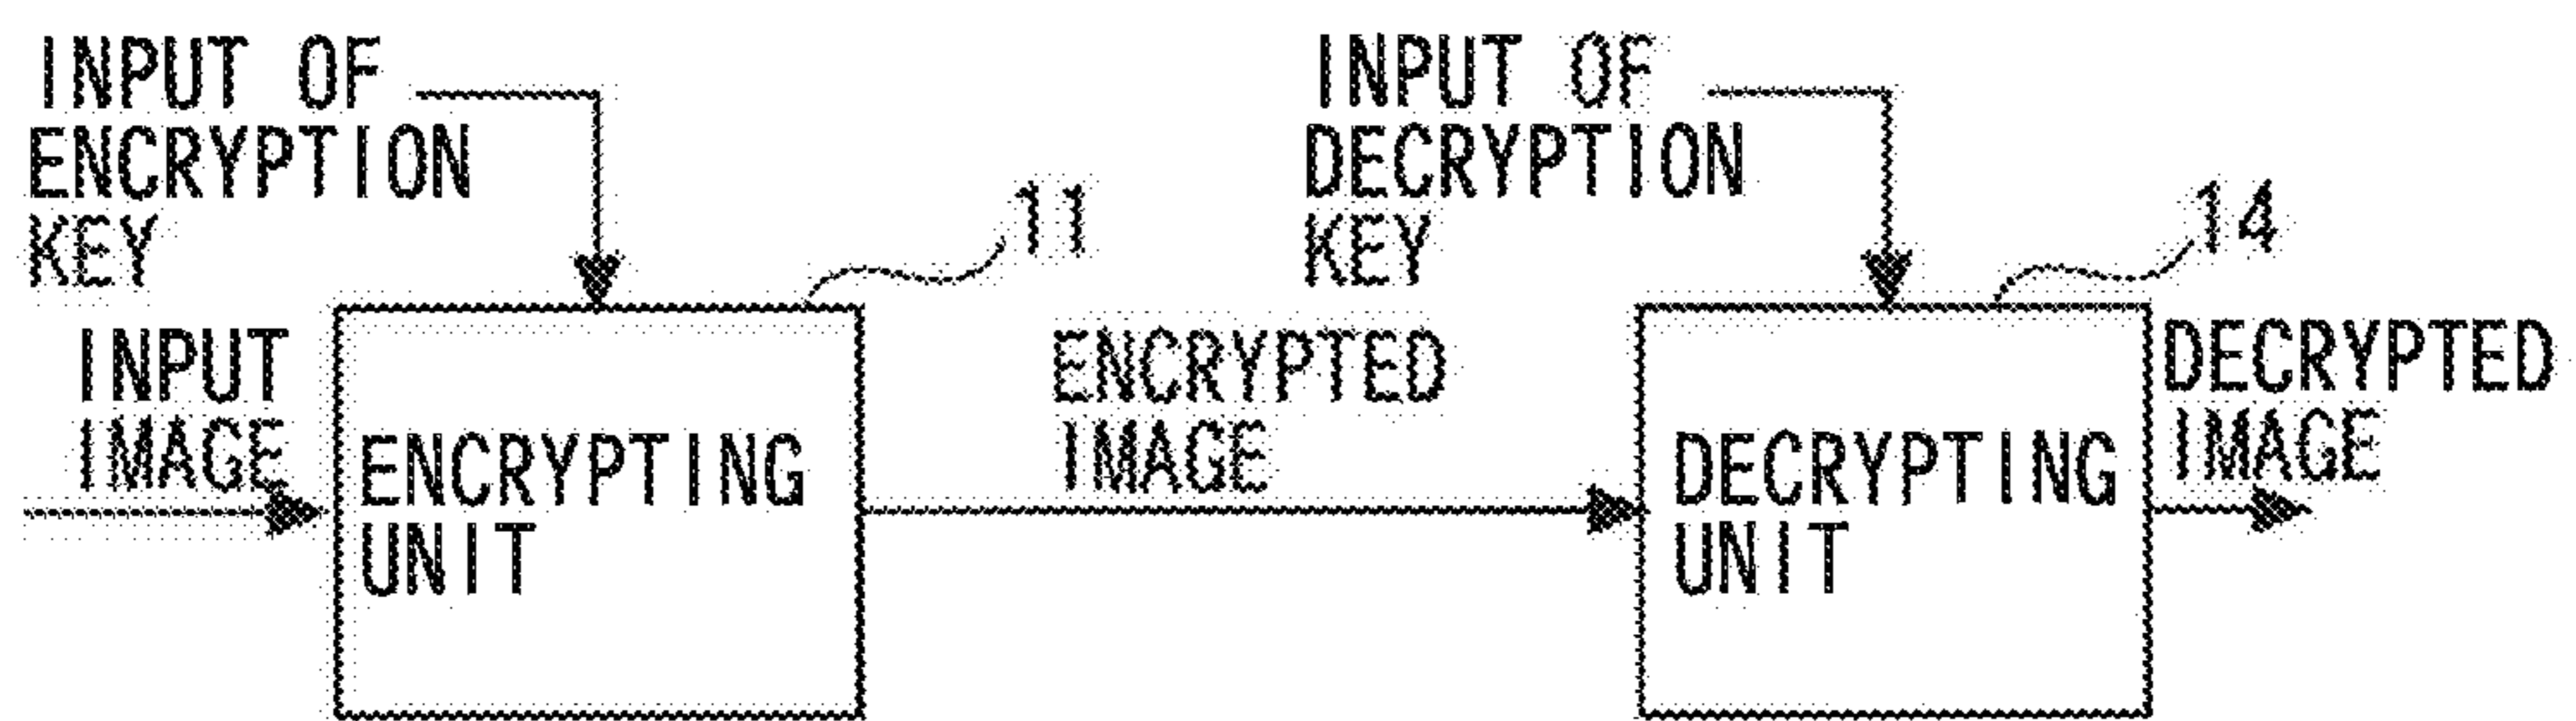 INPUT OF
ENCRYPTION
KEY
11
INPUT
IMAGE
ENCRYPTING
UNIT
ENCRYPTED
IMAGE
INPUT OF
DECRYPTION
KEY
14
DECRYPTING
UNIT
DECRYPTED
IMAGE